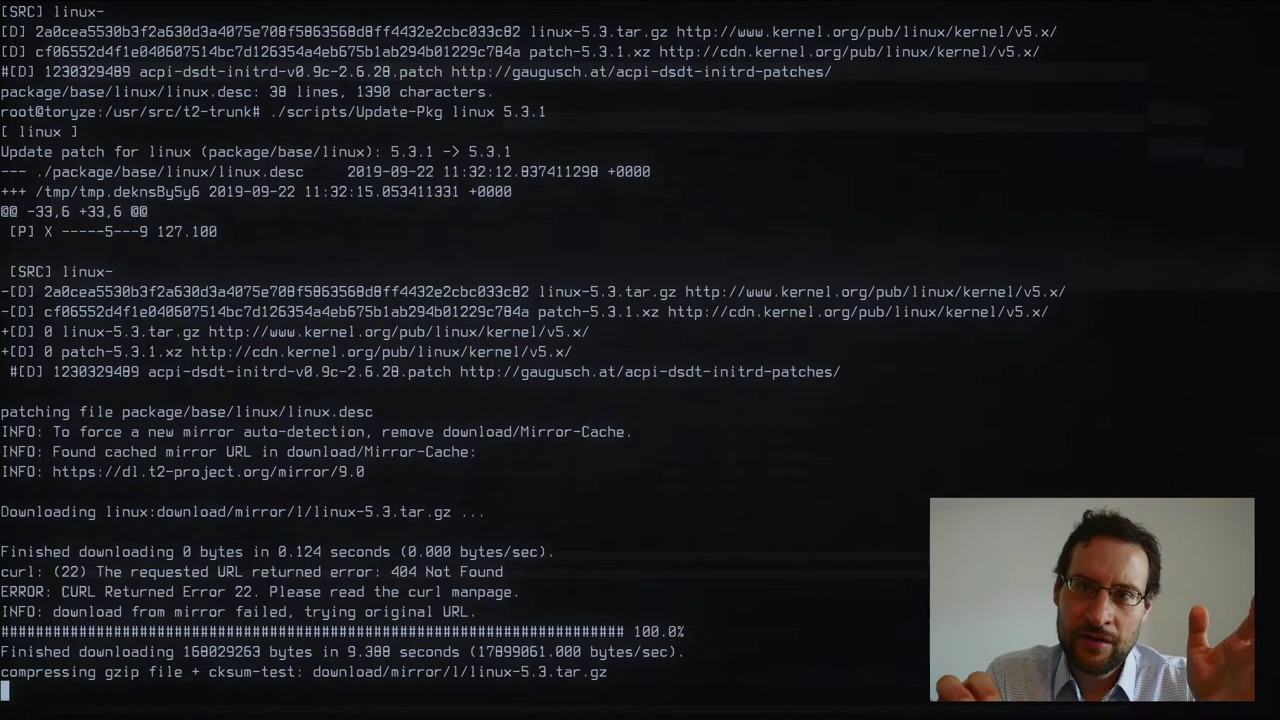 [SRC] linux-
[D] 2a0cea5530b3f2a630d3a4075e708f5863568d8ff4432e2cbc033c82 linux-5.3.tar.gz http://www.kernel.org/pub/linux/kernel/v5.x/
[D] cf06552d4f1e040607514bc7d126354a4eb675b1ab294b01229c784a patch-5.3.1.xz http://cdn.kernel.org/pub/linux/kernel/v5.x/
#[D] 1230329489 acpi-dsdt-initrd-v0.9c-2.6.28.patch http://gaugusch.at/acpi-dsdt-initrd-patches/
package/base/linux/linux.desc: 38 lines, 1390 characters.
root@toryze:/usr/src/t2-trunk# ./scripts/Update-Pkg linux 5.3.1
[ linux ]
Update patch for linux (package/base/linux): 5.3.1 -> 5.3.1
--- ./package/base/linux/linux.desc     2019-09-22 11:32:12.837411298 +0000
+++ /tmp/tmp.deknsBy5y6 2019-09-22 11:32:15.053411331 +0000
@@ -33,6 +33,6 @@
 [P] X -----5---9 127.100
 [SRC] linux-
-[D] 2a0cea5530b3f2a630d3a4075e708f5863568d8ff4432e2cbc033c82 linux-5.3.tar.gz http://www.kernel.org/pub/linux/kernel/v5.x/
-[D] cf06552d4f1e040607514bc7d126354a4eb675b1ab294b01229c784a patch-5.3.1.xz http://cdn.kernel.org/pub/linux/kernel/v5.x/
+[D] 0 linux-5.3.tar.gz http://www.kernel.org/pub/linux/kernel/v5.x/
+[D] 0 patch-5.3.1.xz http://cdn.kernel.org/pub/linux/kernel/v5.x/
 #[D] 1230329489 acpi-dsdt-initrd-v0.9c-2.6.28.patch http://gaugusch.at/acpi-dsdt-initrd-patches/
patching file package/base/linux/linux.desc
INFO: To force a new mirror auto-detection, remove download/Mirror-Cache.
INFO: Found cached mirror URL in download/Mirror-Cache:
INFO: https://dl.t2-project.org/mirror/9.0
Downloading linux:download/mirror/l/linux-5.3.tar.gz ...
Finished downloading 0 bytes in 0.124 seconds (0.000 bytes/sec).
curl: (22) The requested URL returned error: 404 Not Found
ERROR: CURL Returned Error 22. Please read the curl manpage.
INFO: download from mirror failed, trying original URL.
######################################################################## 100.0%
Finished downloading 168029263 bytes in 9.388 seconds (17899061.000 bytes/sec).
compressing gzip file + cksum-test: download/mirror/l/linux-5.3.tar.gz